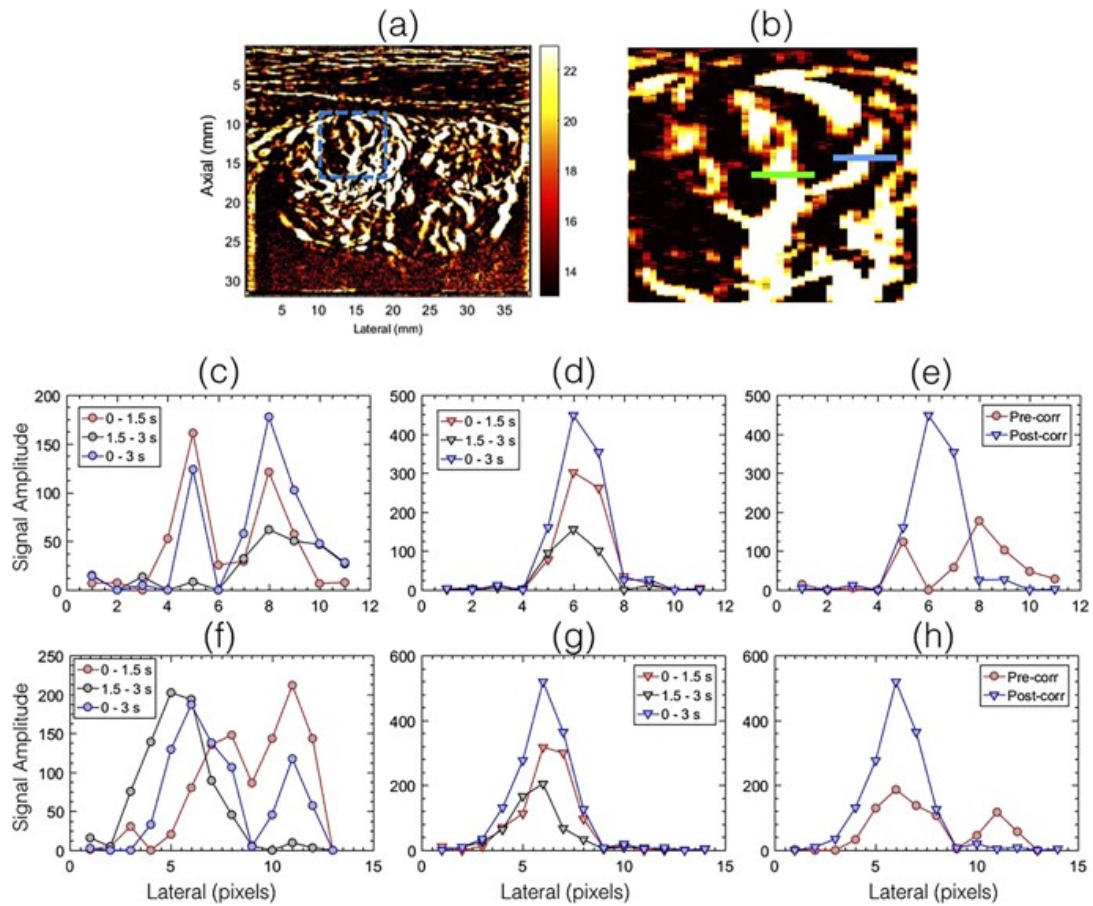 (a)
(b)
5
10
15
20
25
30
Axial (mm)
5 10 15 20 25 30 35
Lateral (mm)
22
20
18
16
14
(c)
(d)
(e)
Signal Amplitude
200
150
100
50
0
0 2 4 6 8 10 12
0 - 1.5 s
1.5 - 3 s
0 - 3 s
500
400
300
200
100
0
0 2 4 6 8 10 12
0 - 1.5 s
1.5 - 3 s
0 - 3 s
500
400
300
200
100
0
0 2 4 6 8 10 12
Pre-corr
Post-corr
(f)
(g)
(h)
Signal Amplitude
250
200
150
100
50
0
0 5 10 15
0 - 1.5 s
1.5 - 3 s
0 - 3 s
Lateral (pixels)
600
400
200
0
0 5 10 15
0 - 1.5 s
1.5 - 3 s
0 - 3 s
Lateral (pixels)
600
400
200
0
0 5 10 15
Pre-corr
Post-corr
Lateral (pixels)